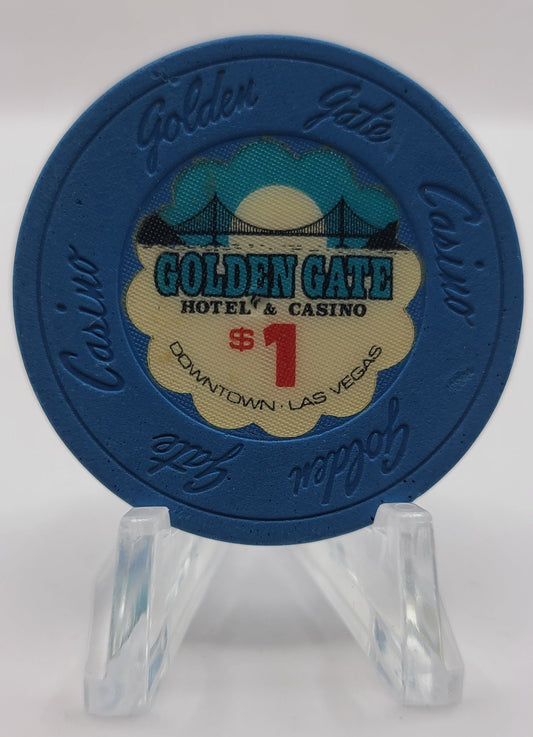 Golden Gate Casino
Golden Gate Casino
GOLDEN GATE
HOTEL & CASINO
$1
DOWNTOWN · LAS VEGAS